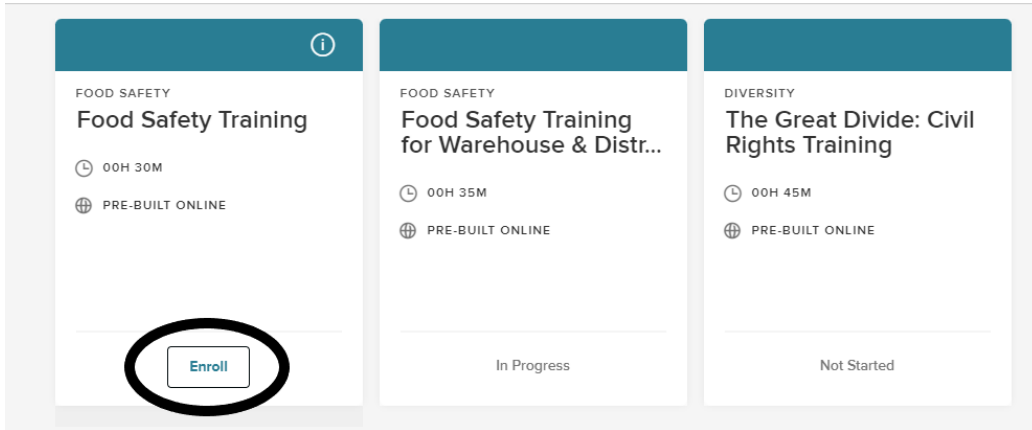 FOOD SAFETY
Food Safety Training
00H 30M
PRE-BUILT ONLINE
Enroll
FOOD SAFETY
Food Safety Training
for Warehouse & Distr...
00H 35M
PRE-BUILT ONLINE
In Progress
DIVERSITY
The Great Divide: Civil
Rights Training
00H 45M
PRE-BUILT ONLINE
Not Started